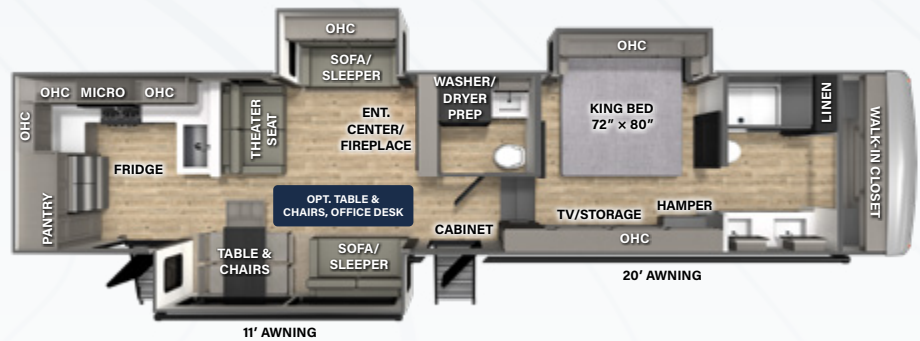 OHC
SOFA/
SLEEPER
OHC
OHC
MICRO
OHC
OHC
THEATER
SEAT
ENT.
CENTER/
FIREPLACE
WASHER/
DRYER
PREP
KING BED
72" × 80"
LINEN
WALK-IN CLOSET
FRIDGE
PANTRY
OPT. TABLE &
CHAIRS, OFFICE DESK
CABINET
TV/STORAGE
HAMPER
OHC
TABLE &
CHAIRS
SOFA/
SLEEPER
20' AWNING
11' AWNING